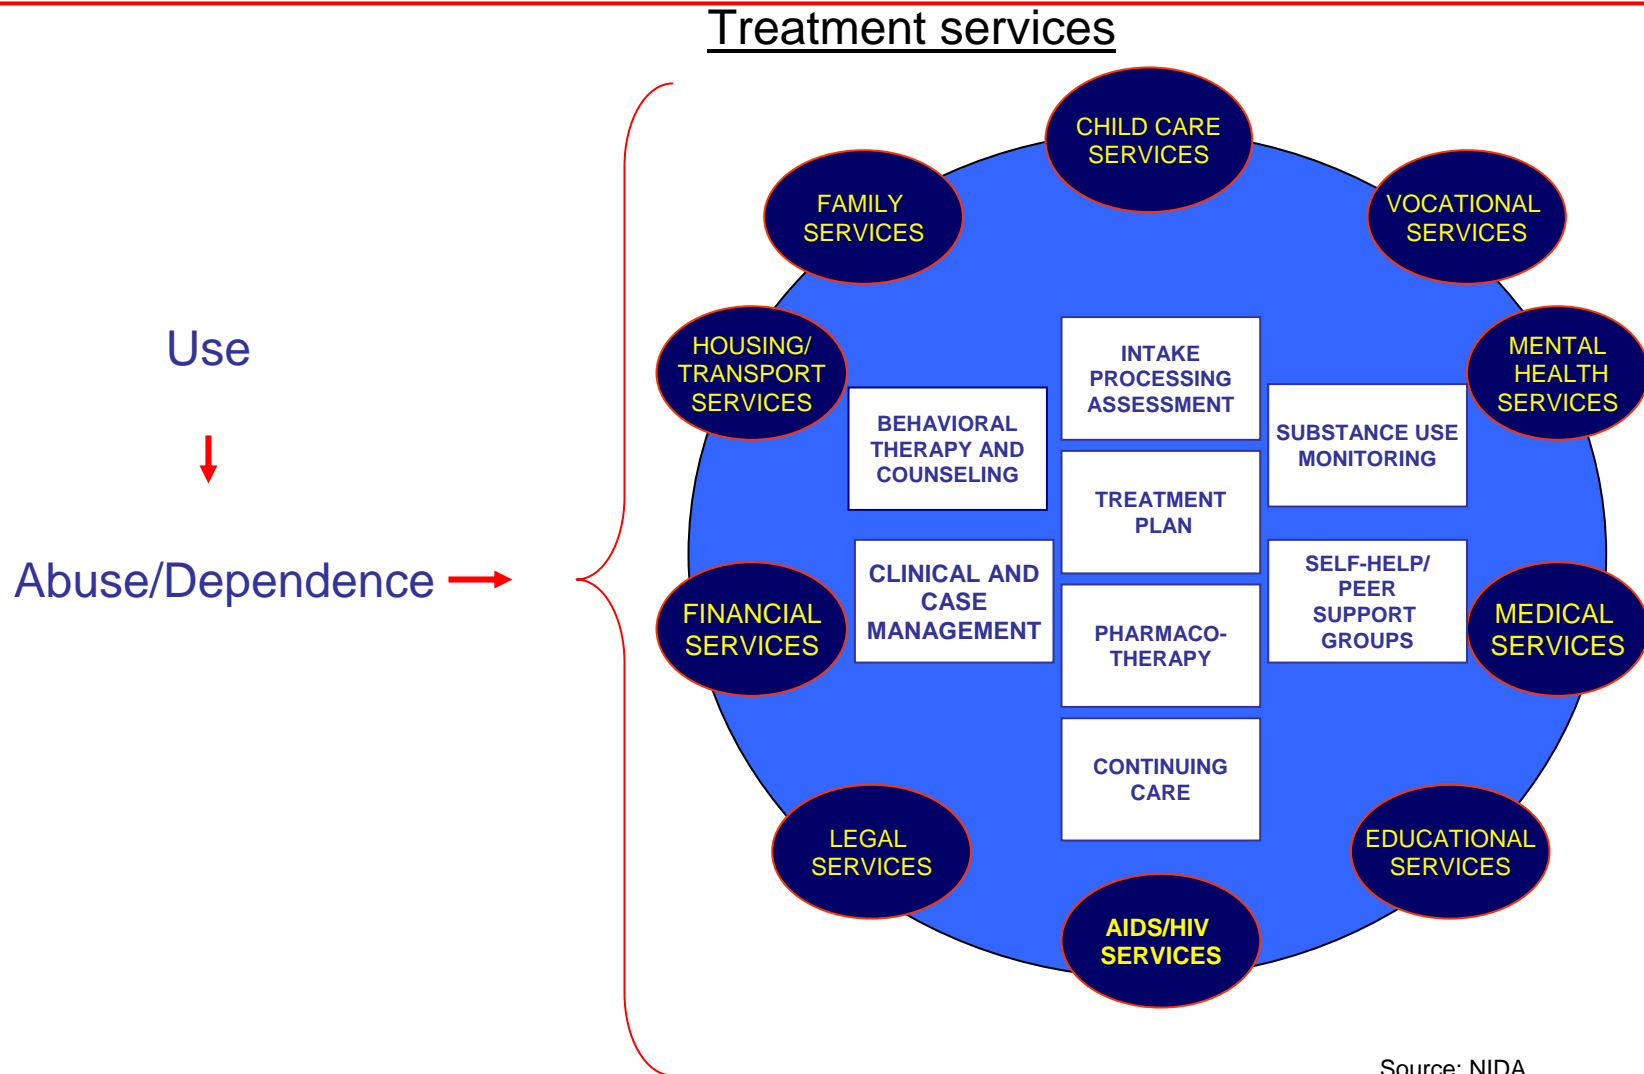 Treatment services
CHILD CARE
SERVICES
FAMILY
SERVICES
VOCATIONAL
SERVICES
HOUSING/
TRANSPORT
SERVICES
MENTAL
HEALTH
SERVICES
Use
INTAKE
PROCESSING
ASSESSMENT
BEHAVIORAL
THERAPY AND
COUNSELING
SUBSTANCE USE
MONITORING
TREATMENT
PLAN
Abuse/Dependence
CLINICAL AND
CASE
MANAGEMENT
SELF-HELP/
PEER
SUPPORT
GROUPS
FINANCIAL
SERVICES
PHARMACO-
THERAPY
MEDICAL
SERVICES
CONTINUING
CARE
LEGAL
SERVICES
EDUCATIONAL
SERVICES
AIDS/HIV
SERVICES
Source: NIDA